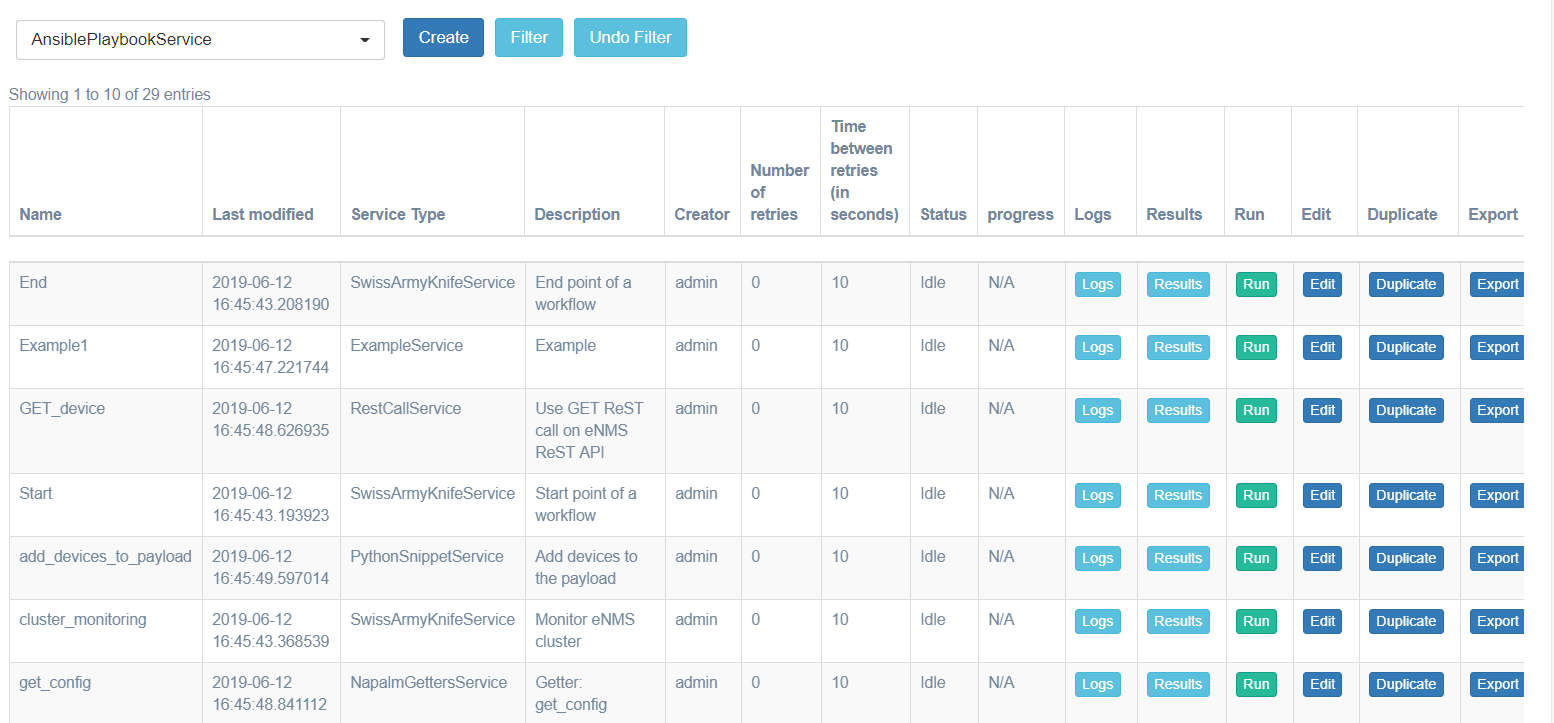 AnsiblePlaybookService Create Filter Undo Filter
Showing 1 to 10 of 29 entries
Name Last modified Service Type Description Creator Number of retries Time between retries (in seconds) Status progress Logs Results Run Edit Duplicate Export
End 2019-06-12 16:45:43.208190 SwissArmyKnifeService End point of a workflow admin 0 10 Idle N/A Logs Results Run Edit Duplicate Export
Example1 2019-06-12 16:45:47.221744 ExampleService Example admin 0 10 Idle N/A Logs Results Run Edit Duplicate Export
GET_device 2019-06-12 16:45:48.626935 RestCallService Use GET ReST call on eNMS ReST API admin 0 10 Idle N/A Logs Results Run Edit Duplicate Export
Start 2019-06-12 16:45:43.193923 SwissArmyKnifeService Start point of a workflow admin 0 10 Idle N/A Logs Results Run Edit Duplicate Export
add_devices_to_payload 2019-06-12 16:45:49.597014 PythonSnippetService Add devices to the payload admin 0 10 Idle N/A Logs Results Run Edit Duplicate Export
cluster_monitoring 2019-06-12 16:45:43.368539 SwissArmyKnifeService Monitor eNMS cluster admin 0 10 Idle N/A Logs Results Run Edit Duplicate Export
get_config 2019-06-12 16:45:48.841112 NapalmGettersService Getter: get_config admin 0 10 Idle N/A Logs Results Run Edit Duplicate Export